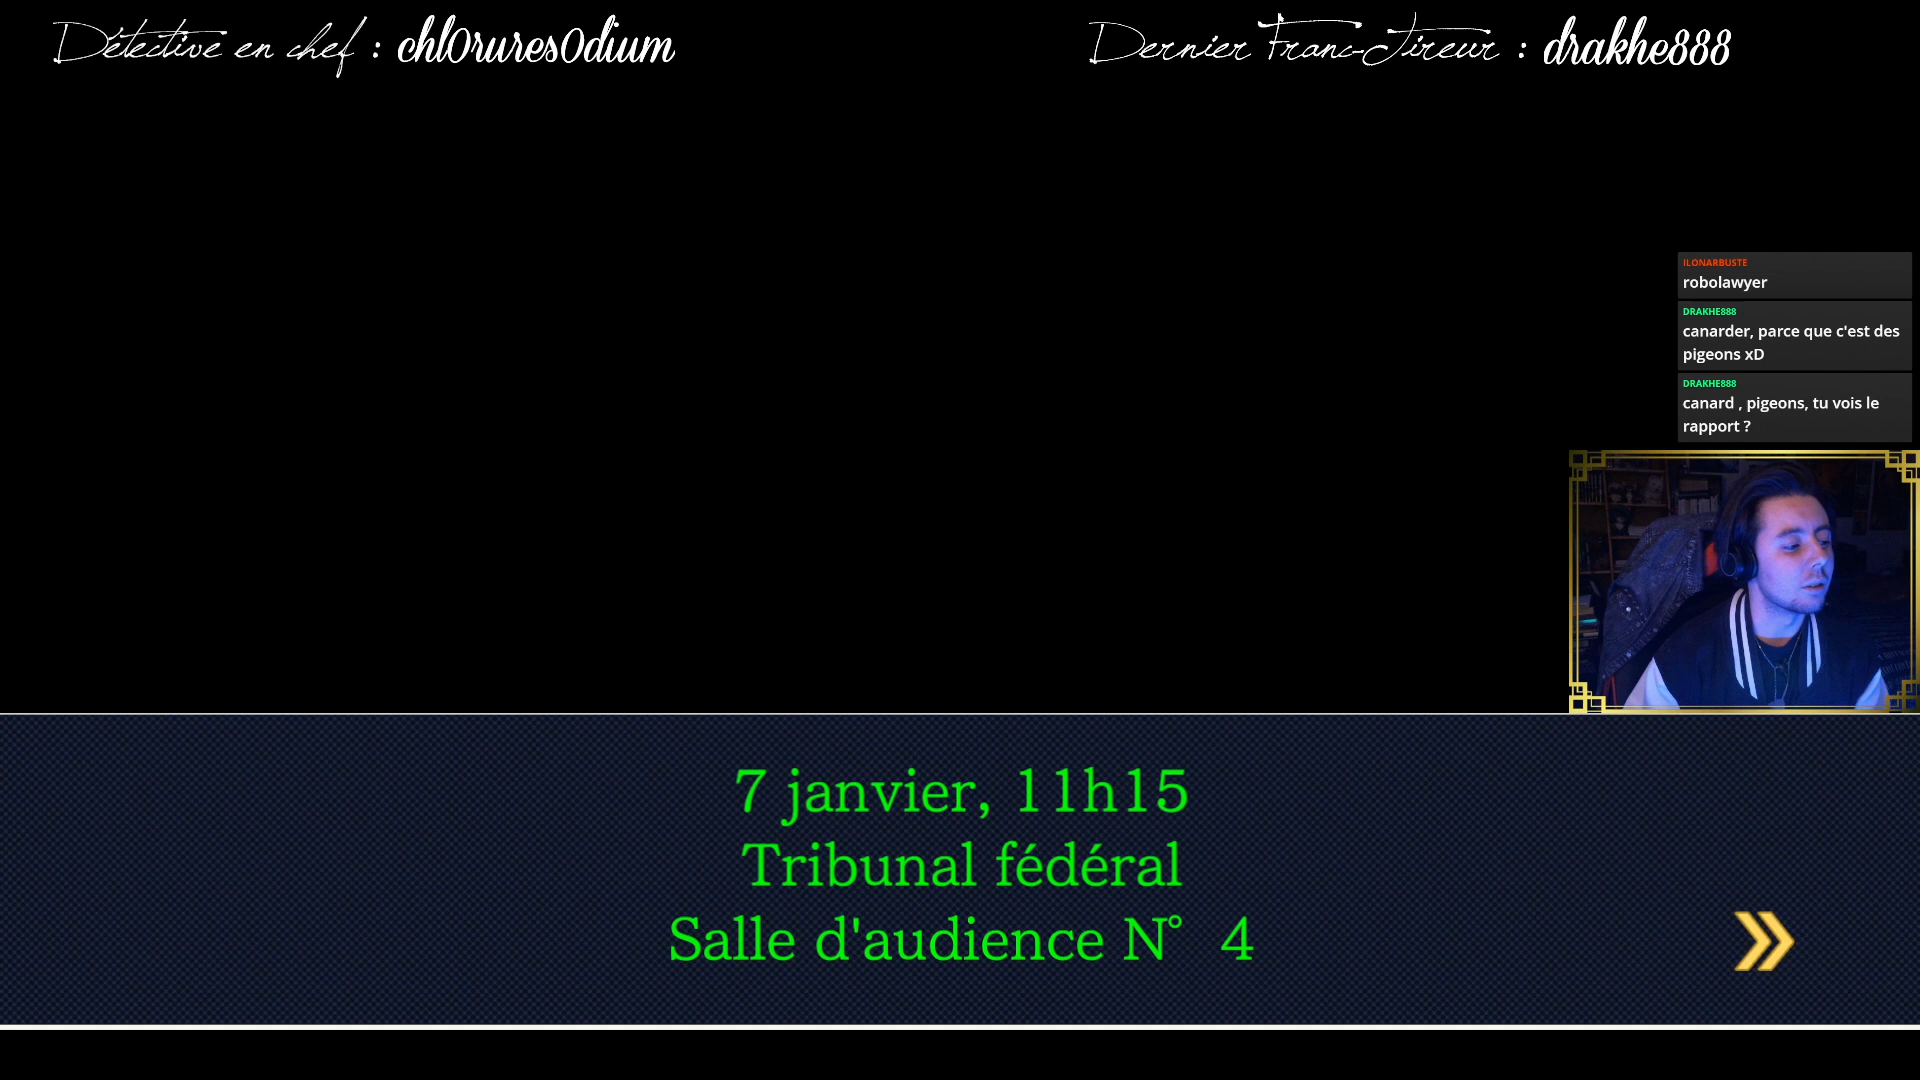 Détective en chef : chl0rures0dium
Dernier Franc-Tireur : drakhe888
ILONARBUSTE
robolawyer
DRAKHE888
canarder, parce que c'est des
pigeons xD
DRAKHE888
canard , pigeons, tu vois le
rapport ?
7 janvier, 11h15
Tribunal fédéral
Salle d'audience N° 4